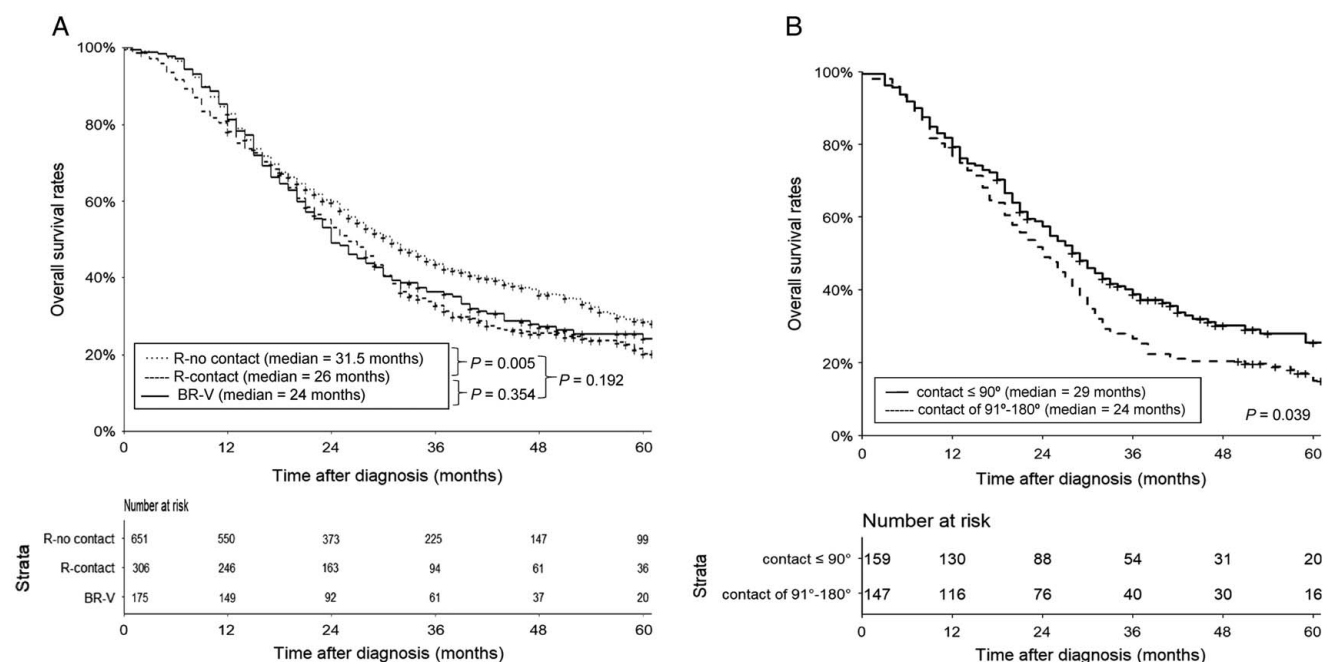 A
100%
80%
60%
40%
20%
0%
Overall survival rates
R-no contact (median = 31.5 months)
R-contact (median = 26 months)
BR-V (median = 24 months)
P = 0.005
P = 0.354
P = 0.192
0 12 24 36 48 60
Time after diagnosis (months)
Number at risk
Strata
R-no contact 651 550 373 225 147 99
R-contact 306 246 163 94 61 36
BR-V 175 149 92 61 37 20
0 12 24 36 48 60
Time after diagnosis (months)
B
100%
80%
60%
40%
20%
0%
Overall survival rates
contact ≤ 90º (median = 29 months)
contact of 91º-180º (median = 24 months)
P = 0.039
0 12 24 36 48 60
Time after diagnosis (months)
Number at risk
Strata
contact ≤ 90° 159 130 88 54 31 20
contact of 91°-180° 147 116 76 40 30 16
0 12 24 36 48 60
Time after diagnosis (months)